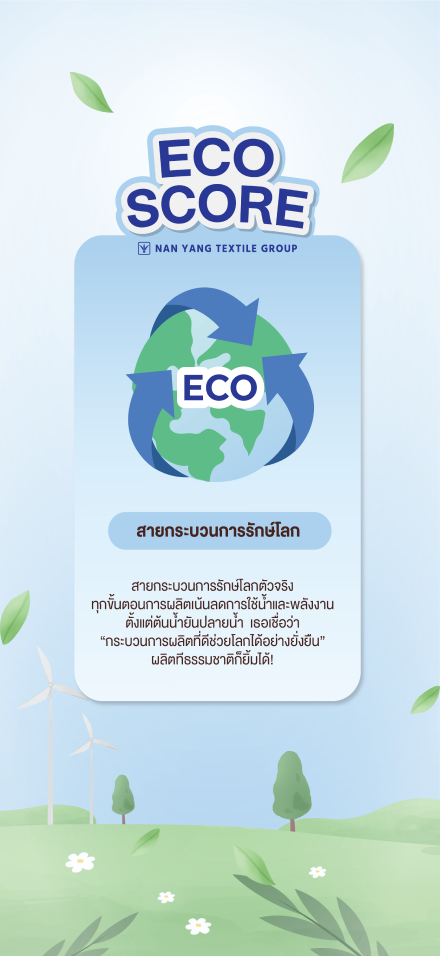 ECO
SCORE
NAN YANG TEXTILE GROUP
ECO
สายกระบวนการรักษ์โลก
สายกระบวนการรักษ์โลกตัวจริง
ทุกขั้นตอนการผลิตเน้นลดการใช้น้ำและพลังงาน
ตั้งแต่ต้นน้ำยันปลายน้ำ เธอเชื่อว่า
“กระบวนการผลิตที่ดีช่วยโลกได้อย่างยั่งยืน”
ผลิตทีธรรมชาติก็ยิ้มได้!